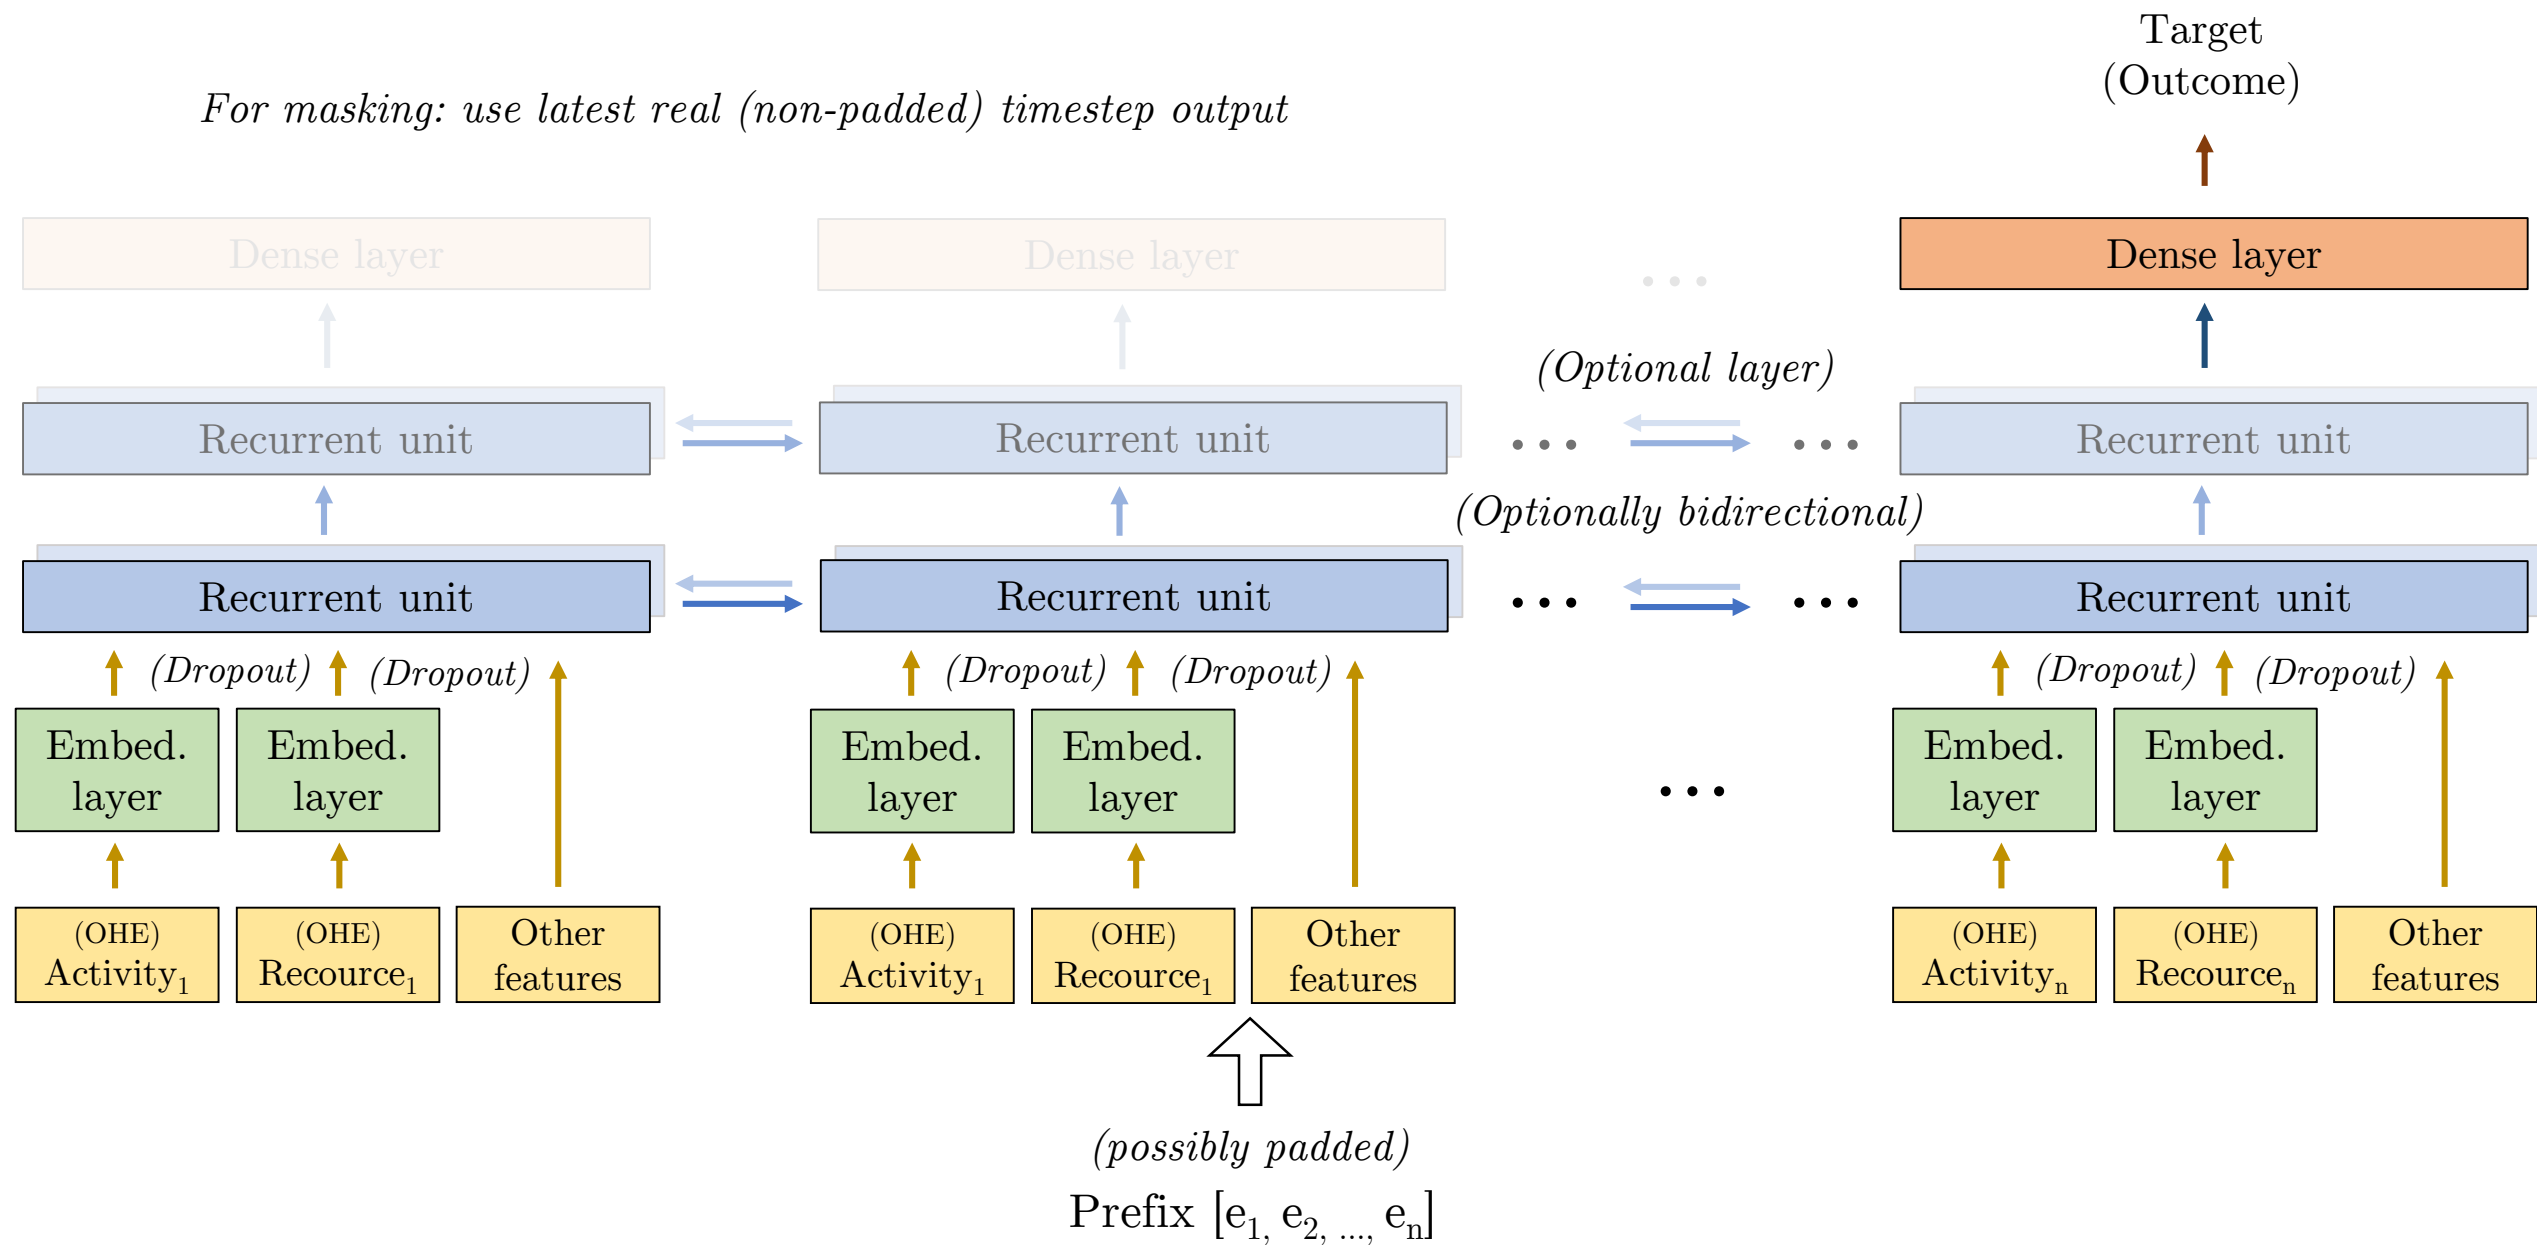 Target
(Outcome)
For masking: use latest real (non-padded) timestep output
Dense layer
Dense layer
...
Dense layer
(Optional layer)
Recurrent unit
Recurrent unit
...
...
Recurrent unit
(Optionally bidirectional)
Recurrent unit
Recurrent unit
...
...
Recurrent unit
(Dropout)
(Dropout)
(Dropout)
(Dropout)
(Dropout)
(Dropout)
Embed.
layer
Embed.
layer
Embed.
layer
Embed.
layer
...
Embed.
layer
Embed.
layer
(OHE)
Activity₁
(OHE)
Recource₁
Other
features
(OHE)
Activity₁
(OHE)
Recource₁
Other
features
(OHE)
Activityₙ
(OHE)
Recourceₙ
Other
features
(possibly padded)
Prefix [e₁, e₂, ..., eₙ]